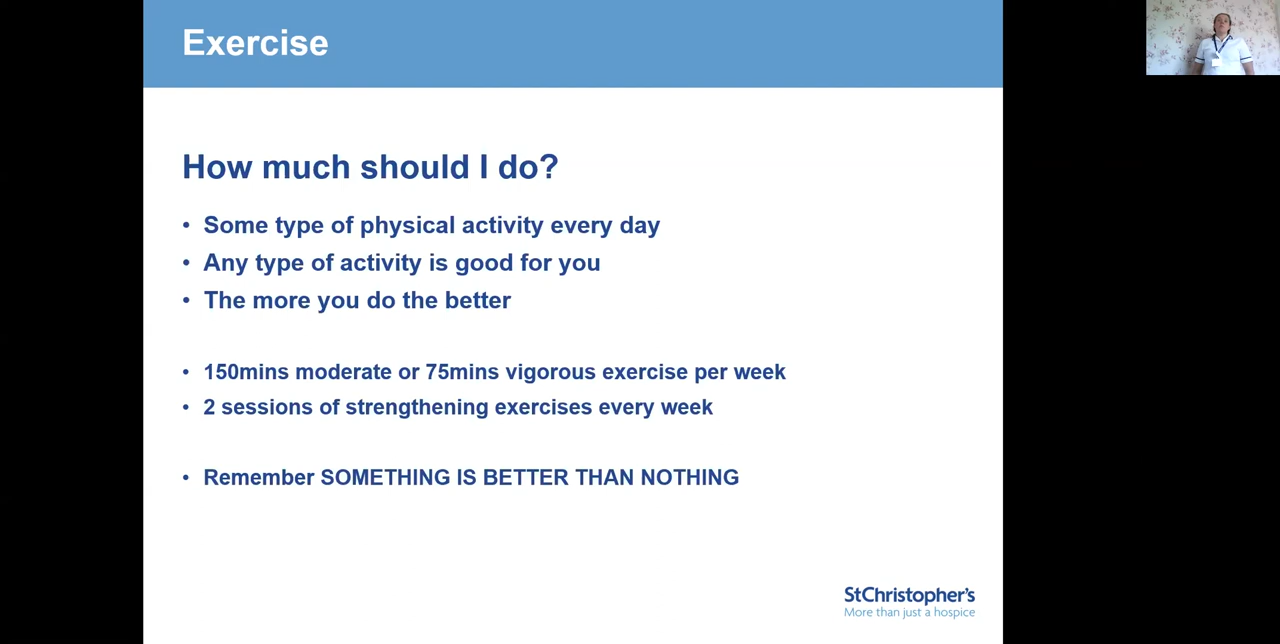 Exercise
How much should I do?
• Some type of physical activity every day
• Any type of activity is good for you
• The more you do the better
• 150mins moderate or 75mins vigorous exercise per week
• 2 sessions of strengthening exercises every week
• Remember SOMETHING IS BETTER THAN NOTHING
StChristopher's
More than just a hospice